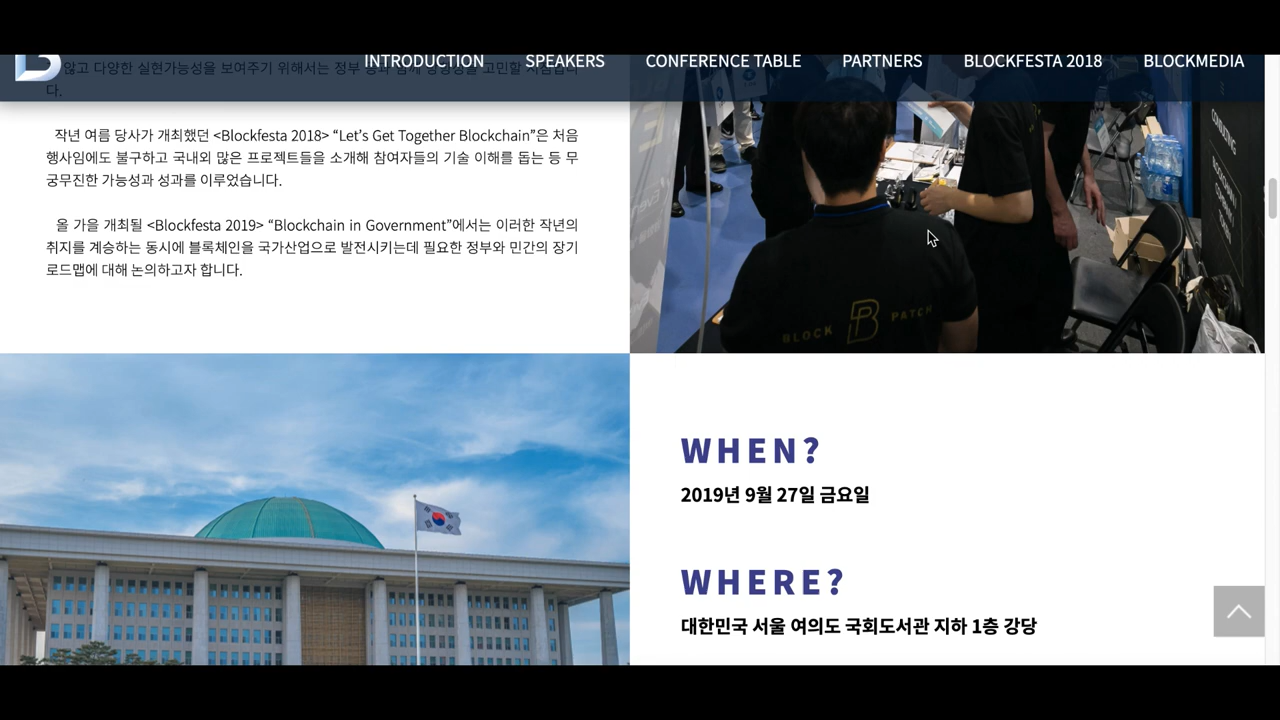 INTRODUCTION SPEAKERS CONFERENCE TABLE PARTNERS BLOCKFESTA 2018 BLOCKMEDIA
않고 다양한 실현가능성을 보여주기 위해서는 정부
다.
작년 여름 당사가 개최했던 <Blockfesta 2018> “Let’s Get Together Blockchain”은 처음
행사임에도 불구하고 국내외 많은 프로젝트들을 소개해 참여자들의 기술 이해를 돕는 등 무
궁무진한 가능성과 성과를 이루었습니다.
올 가을 개최될 <Blockfesta 2019> “Blockchain in Government”에서는 이러한 작년의
취지를 계승하는 동시에 블록체인을 국가산업으로 발전시키는데 필요한 정부와 민간의 장기
로드맵에 대해 논의하고자 합니다.
BLOCK B PATCH
CONSULTING
WHEN?
2019년 9월 27일 금요일
WHERE?
대한민국 서울 여의도 국회도서관 지하 1층 강당